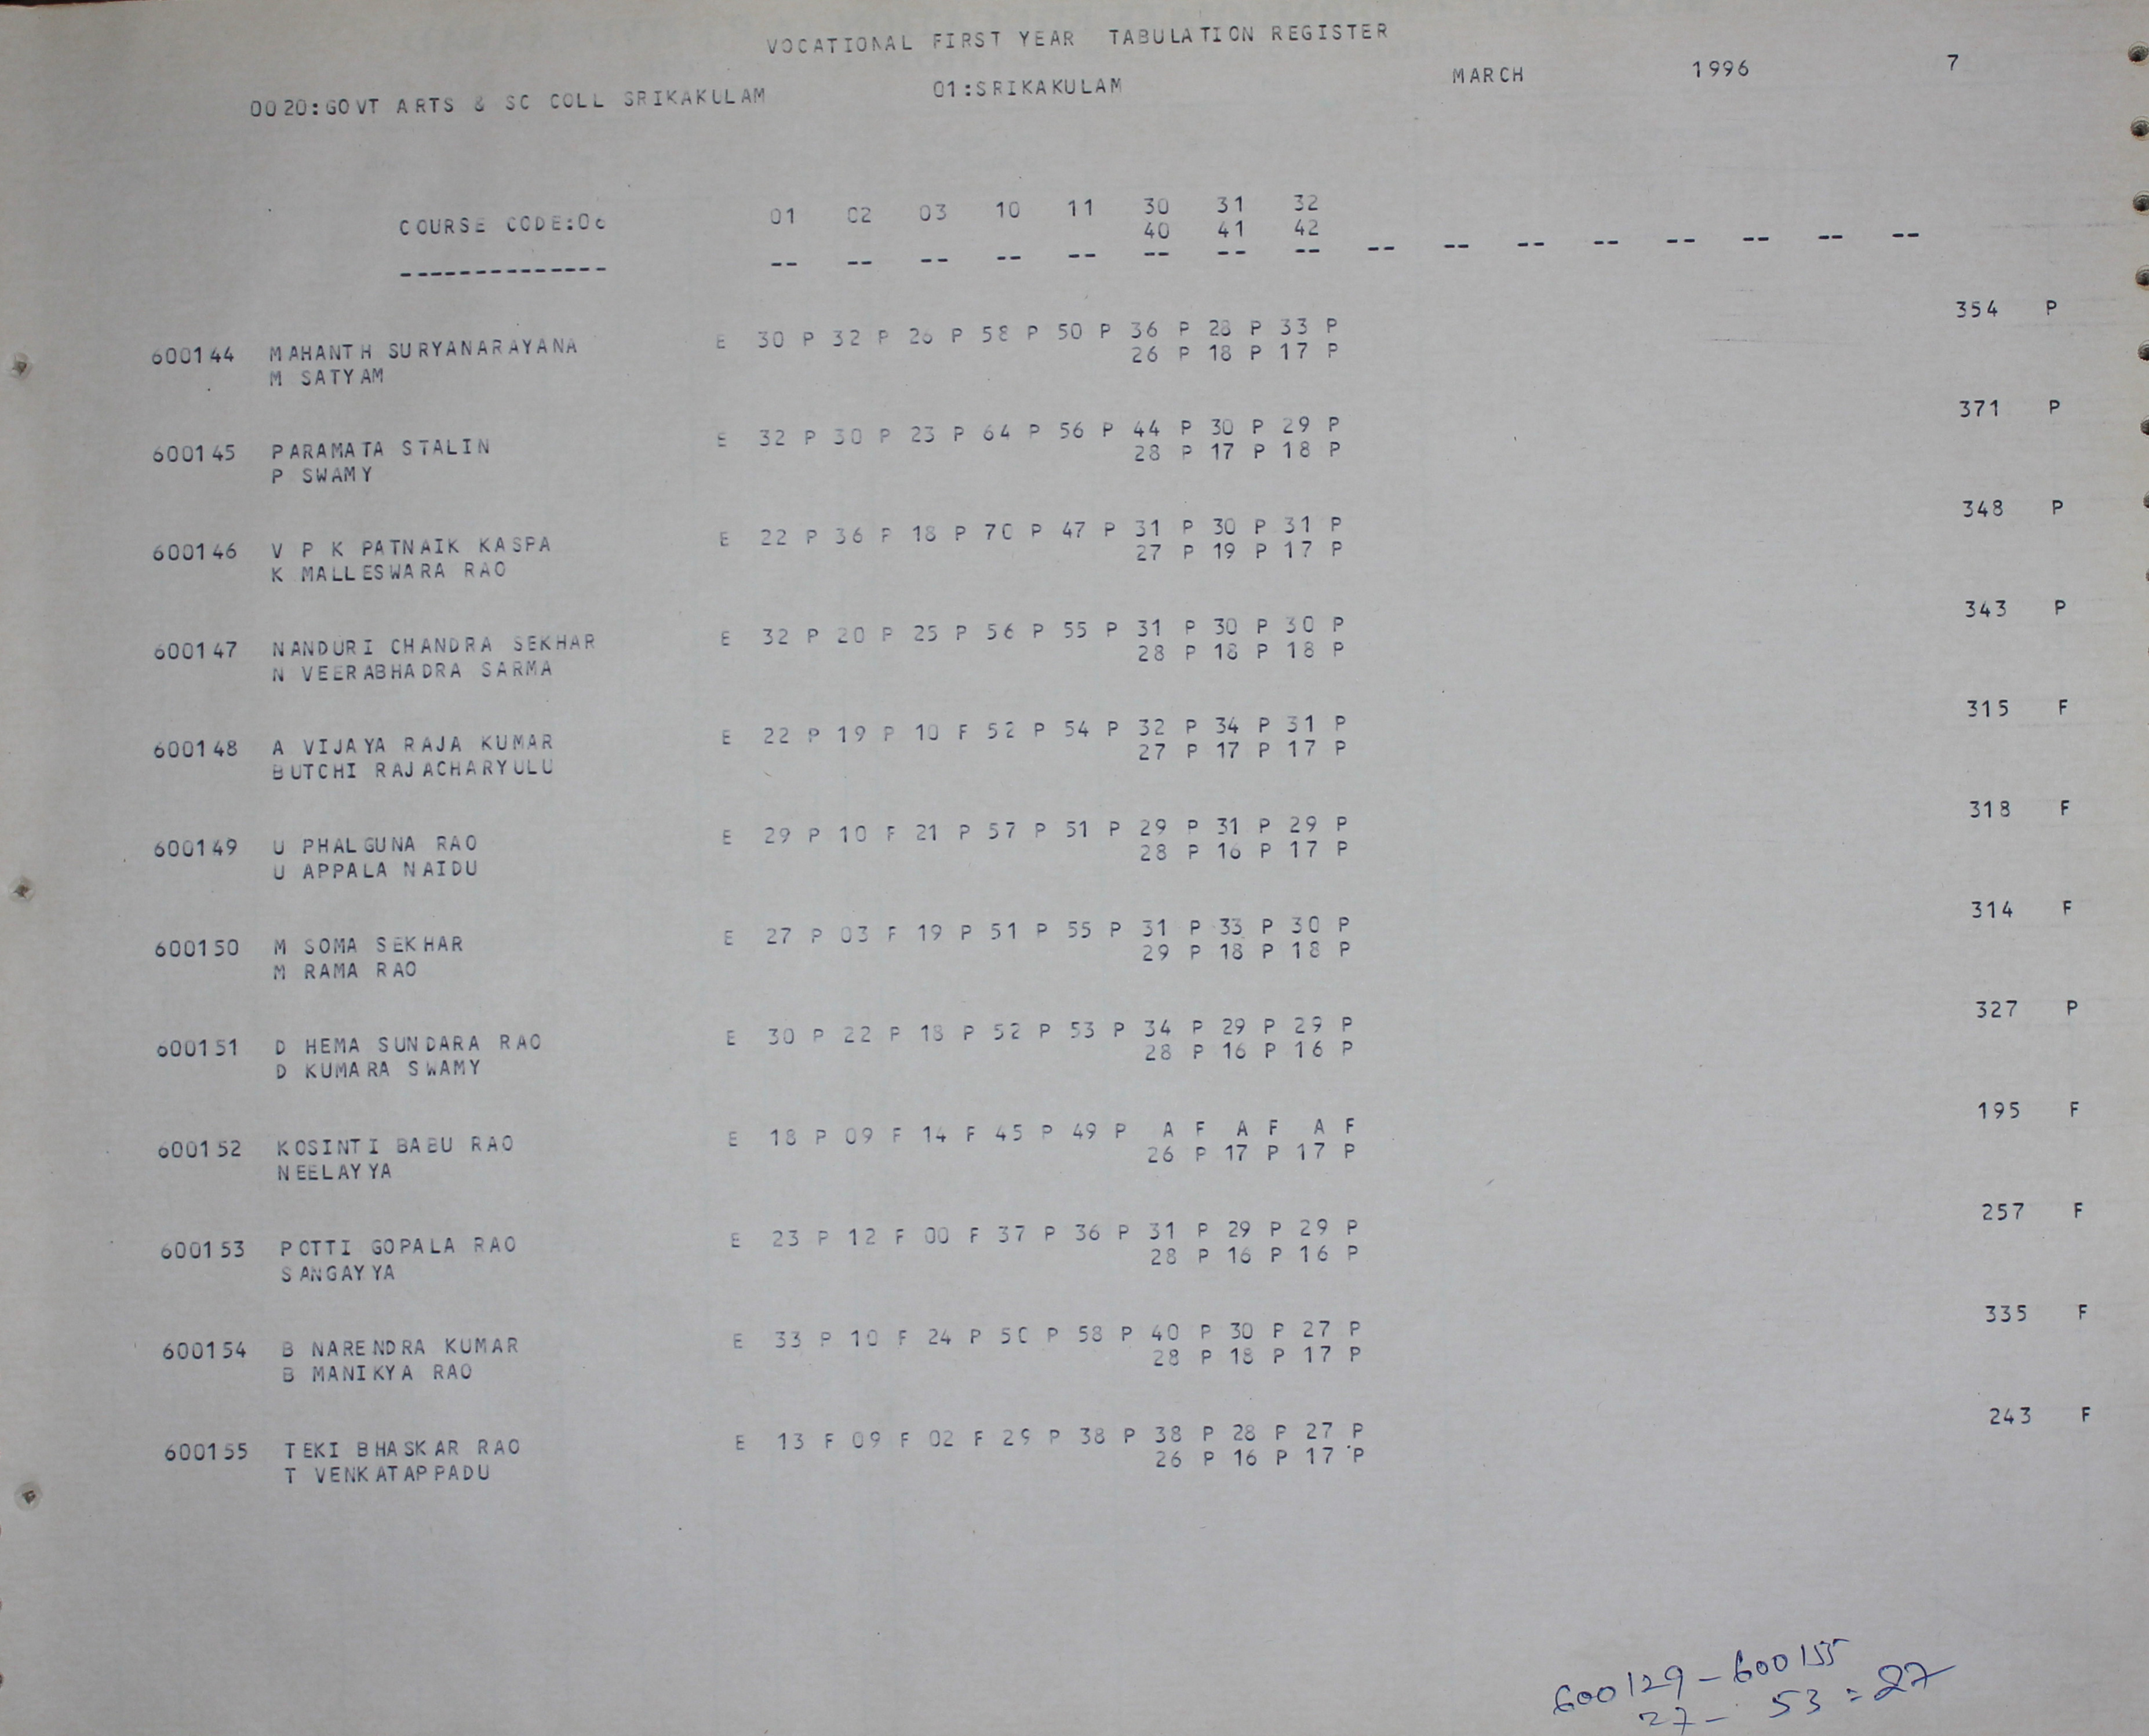 VOCATIONAL FIRST YEAR TABULATION REGISTER
0020:GOVT ARTS & SC COLL SRIKAKULAM 01:SRIKAKULAM MARCH 1996 7
COURSE CODE:06 01 02 03 10 11 30 31 32
40 41 42
-------------- -- -- -- -- -- -- -- -- -- -- -- -- -- -- -- --
600144 MAHANTH SURYANARAYANA E 30 P 32 P 26 P 58 P 50 P 36 P 28 P 33 P 354 P
M SATYAM 26 P 18 P 17 P
600145 PARAMATA STALIN E 32 P 30 P 23 P 64 P 56 P 44 P 30 P 29 P 371 P
P SWAMY 28 P 17 P 18 P
600146 V P K PATNAIK KASPA E 22 P 36 P 18 P 70 P 47 P 31 P 30 P 31 P 348 P
K MALLESWARA RAO 27 P 19 P 17 P
600147 NANDURI CHANDRA SEKHAR E 32 P 20 P 25 P 56 P 55 P 31 P 30 P 30 P 343 P
N VEERABHADRA SARMA 28 P 18 P 18 P
600148 A VIJAYA RAJA KUMAR E 22 P 19 P 10 F 52 P 54 P 32 P 34 P 31 P 315 F
BUTCHI RAJACHARYULU 27 P 17 P 17 P
600149 U PHALGUNA RAO E 29 P 10 F 21 P 57 P 51 P 29 P 31 P 29 P 318 F
U APPALA NAIDU 28 P 16 P 17 P
600150 M SOMA SEKHAR E 27 P 03 F 19 P 51 P 55 P 31 P 33 P 30 P 314 F
M RAMA RAO 29 P 18 P 18 P
600151 D HEMA SUNDARA RAO E 30 P 22 P 18 P 52 P 53 P 34 P 29 P 29 P 327 P
D KUMARA SWAMY 28 P 16 P 16 P
600152 KOSINTI BABU RAO E 18 P 09 F 14 F 45 P 49 P A F A F A F 195 F
NEELAYYA 26 P 17 P 17 P
600153 POTTI GOPALA RAO E 23 P 12 F 00 F 37 P 36 P 31 P 29 P 29 P 257 F
SANGAYYA 28 P 16 P 16 P
600154 B NARENDRA KUMAR E 33 P 10 F 24 P 50 P 58 P 40 P 30 P 27 P 335 F
B MANIKYA RAO 28 P 18 P 17 P
600155 TEKI BHASKAR RAO E 13 F 09 F 02 F 29 P 38 P 38 P 28 P 27 P 243 F
T VENKATAPPADU 26 P 16 P 17 P
600129 - 600155
27 - 53 = 27